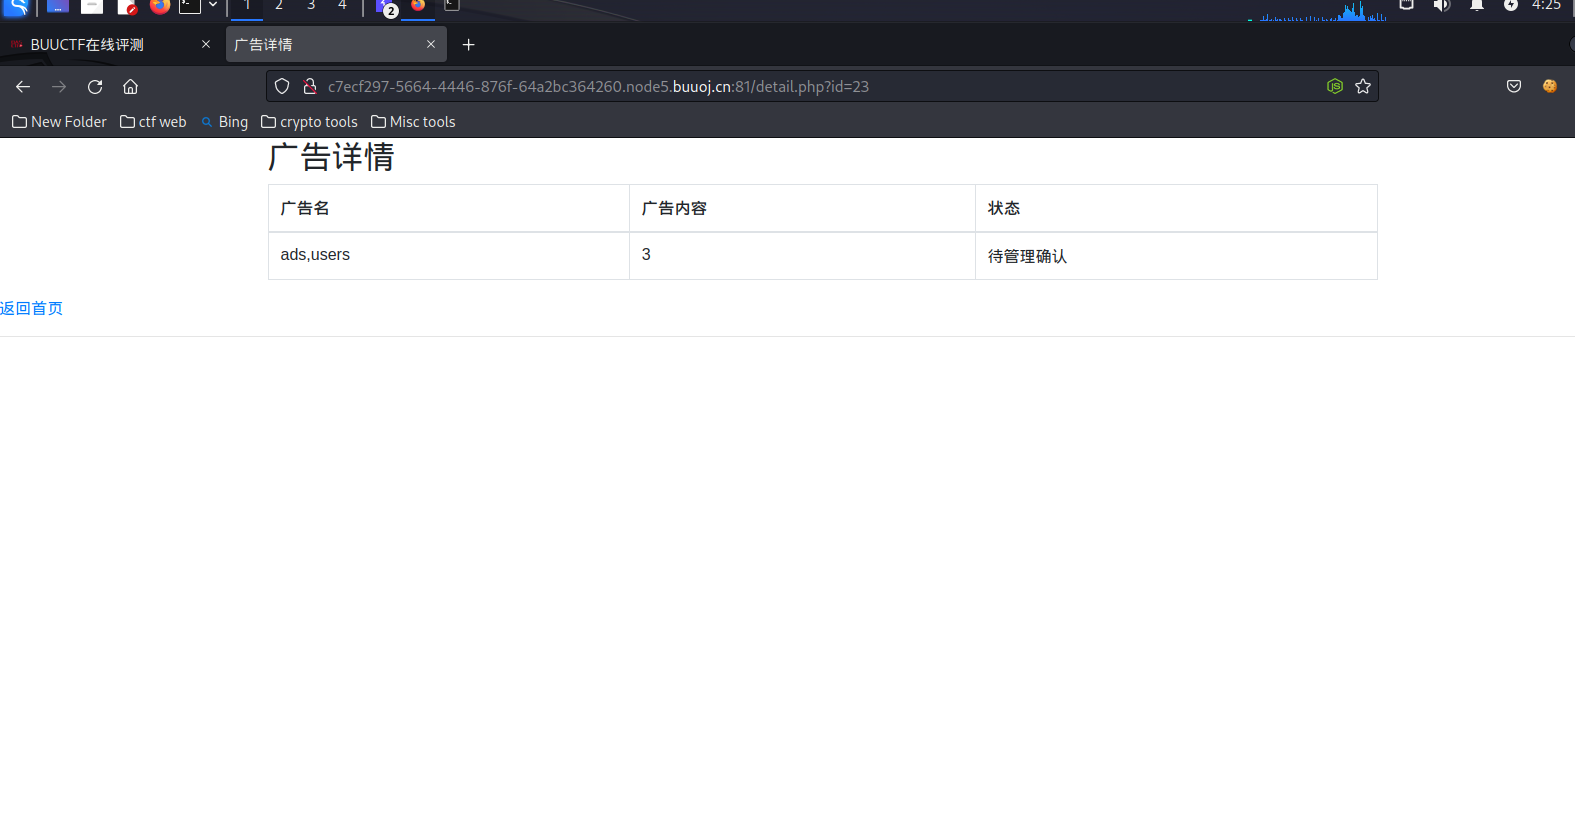 1 2 3 4 2 4:25
BUUCTF在线评测 广告详情
c7ecf297-5664-4446-876f-64a2bc364260.node5.buuoj.cn:81/detail.php?id=23
New Folder ctf web Bing crypto tools Misc tools
广告详情
广告名 广告内容 状态
ads,users 3 待管理确认
返回首页